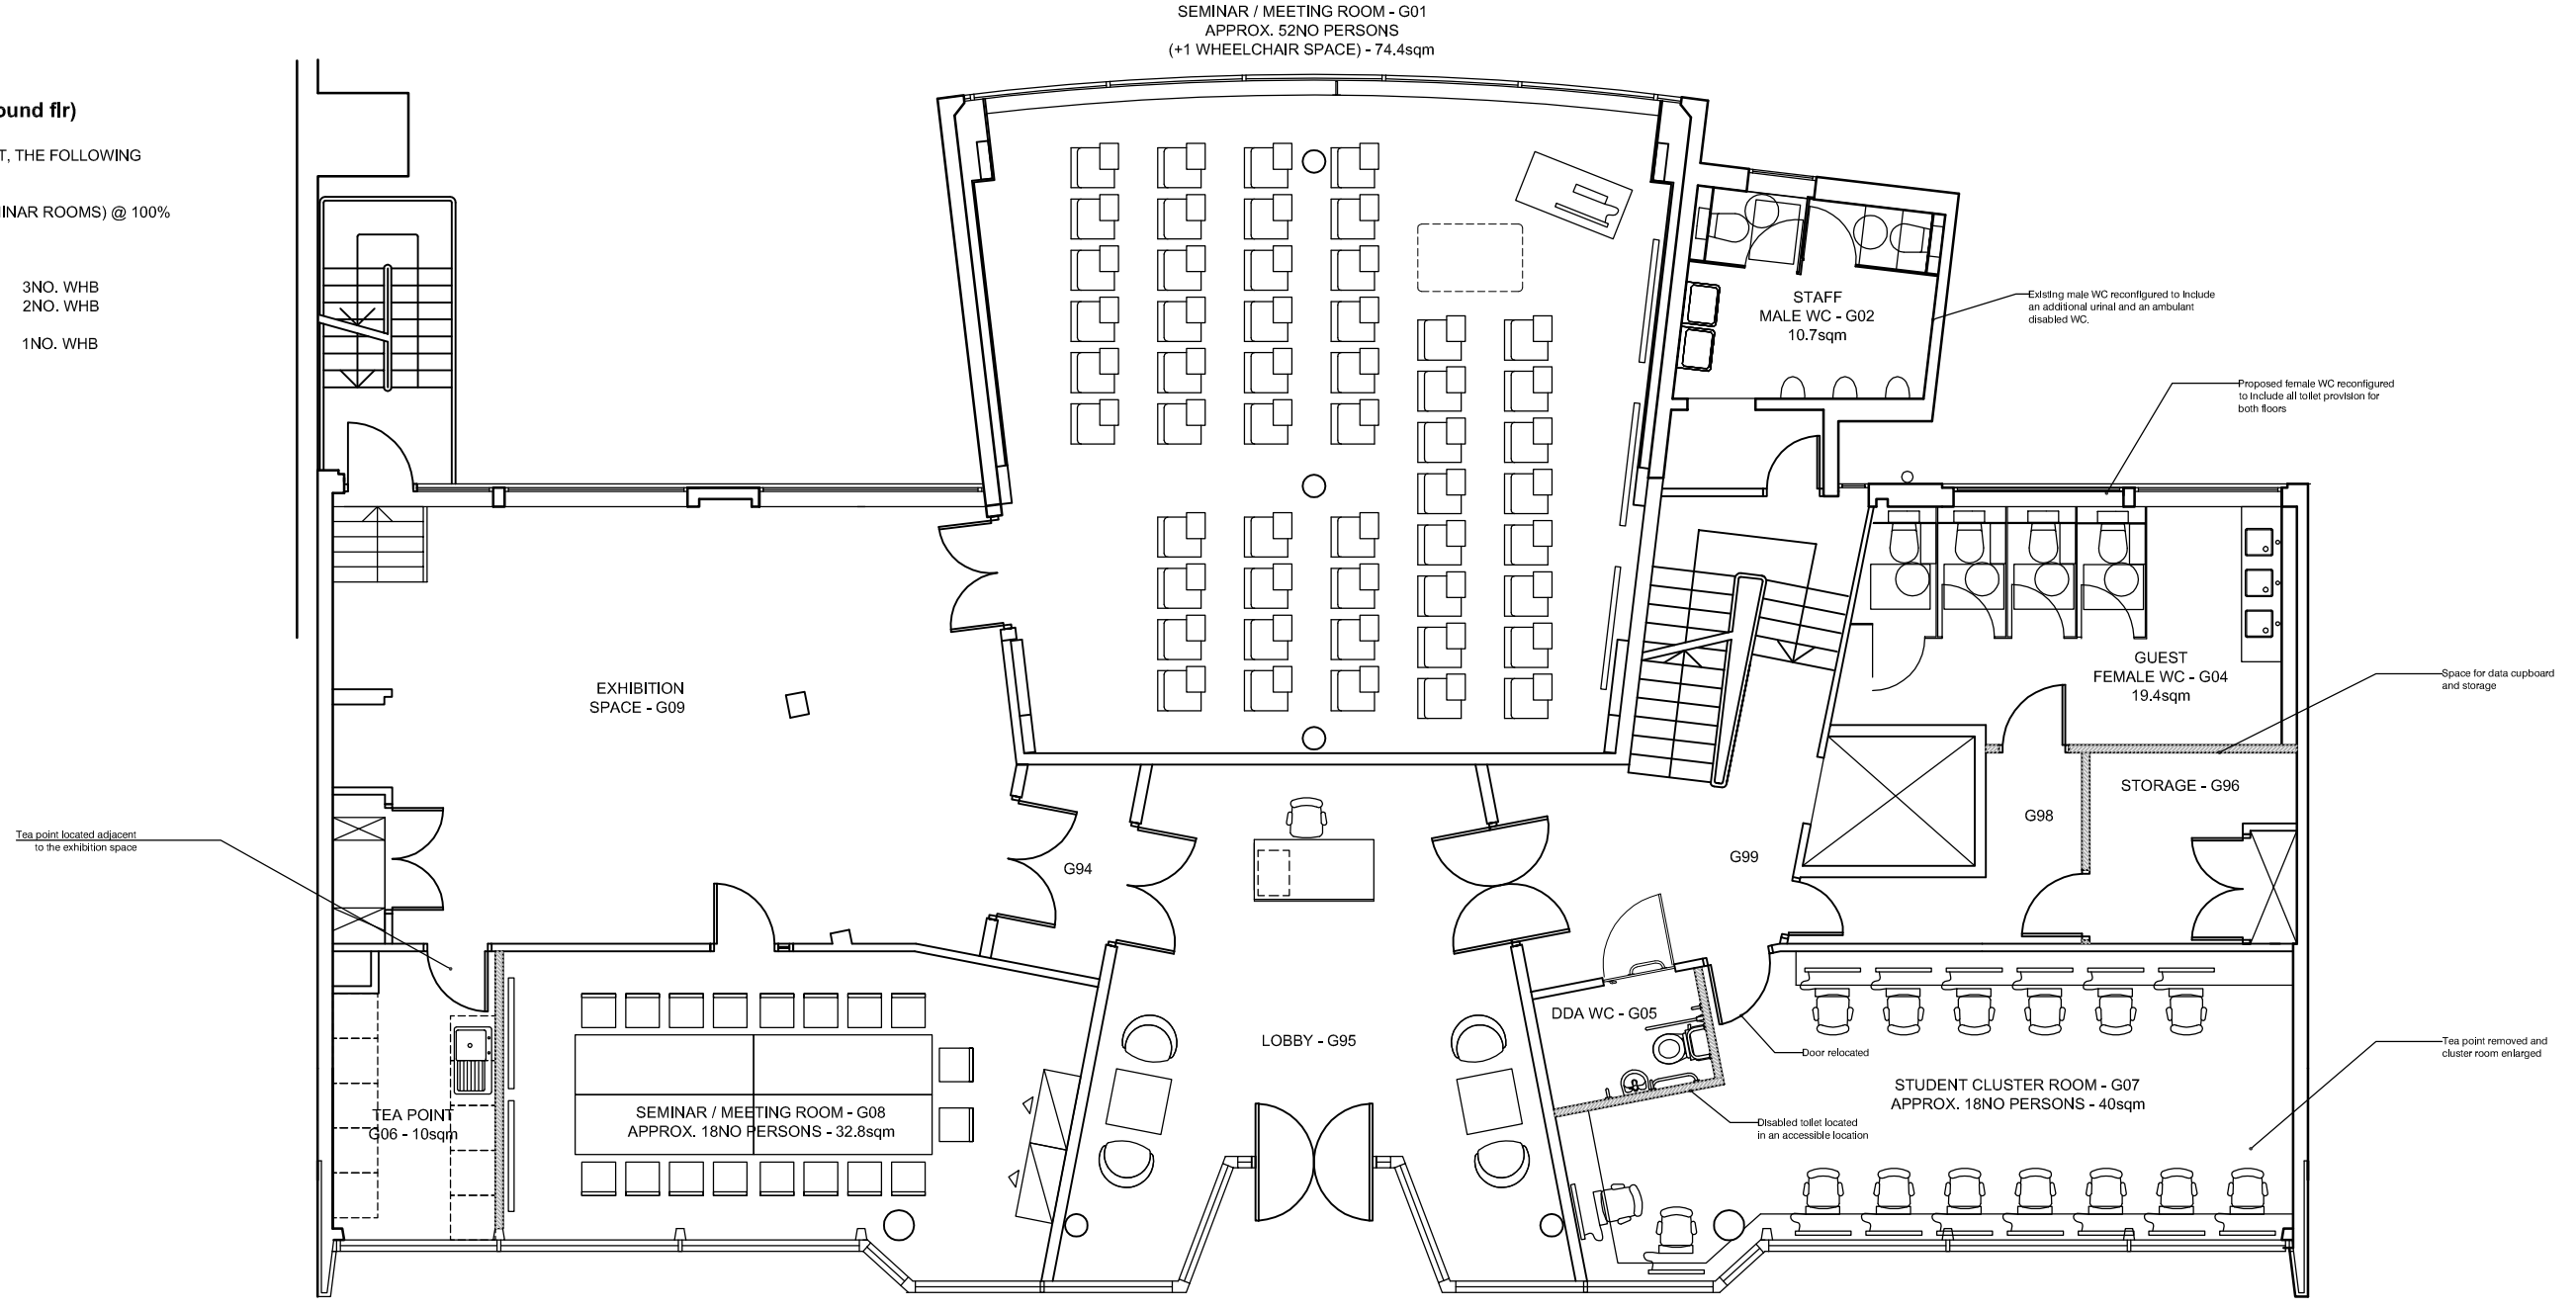 SEMINAR / MEETING ROOM - G01
APPROX. 52NO PERSONS
(+1 WHEELCHAIR SPACE) - 74.4sqm
ound flr)
T, THE FOLLOWING
INAR ROOMS) @ 100%
3NO. WHB
2NO. WHB
1NO. WHB
STAFF
MALE WC - G02
10.7sqm
Existing male WC reconfigured to include
an additional urinal and an ambulant
disabled WC.
Proposed female WC reconfigured
to include all toilet provision for
both floors
EXHIBITION
SPACE - G09
GUEST
FEMALE WC - G04
19.4sqm
Space for data cupboard
and storage
STORAGE - G96
G98
Tea point located adjacent
to the exhibition space
G94
G99
DDA WC - G05
LOBBY - G95
Door relocated
Tea point removed and
cluster room enlarged
STUDENT CLUSTER ROOM - G07
APPROX. 18NO PERSONS - 40sqm
TEA POINT
G06 - 10sqm
SEMINAR / MEETING ROOM - G08
APPROX. 18NO PERSONS - 32.8sqm
Disabled toilet located
in an accessible location